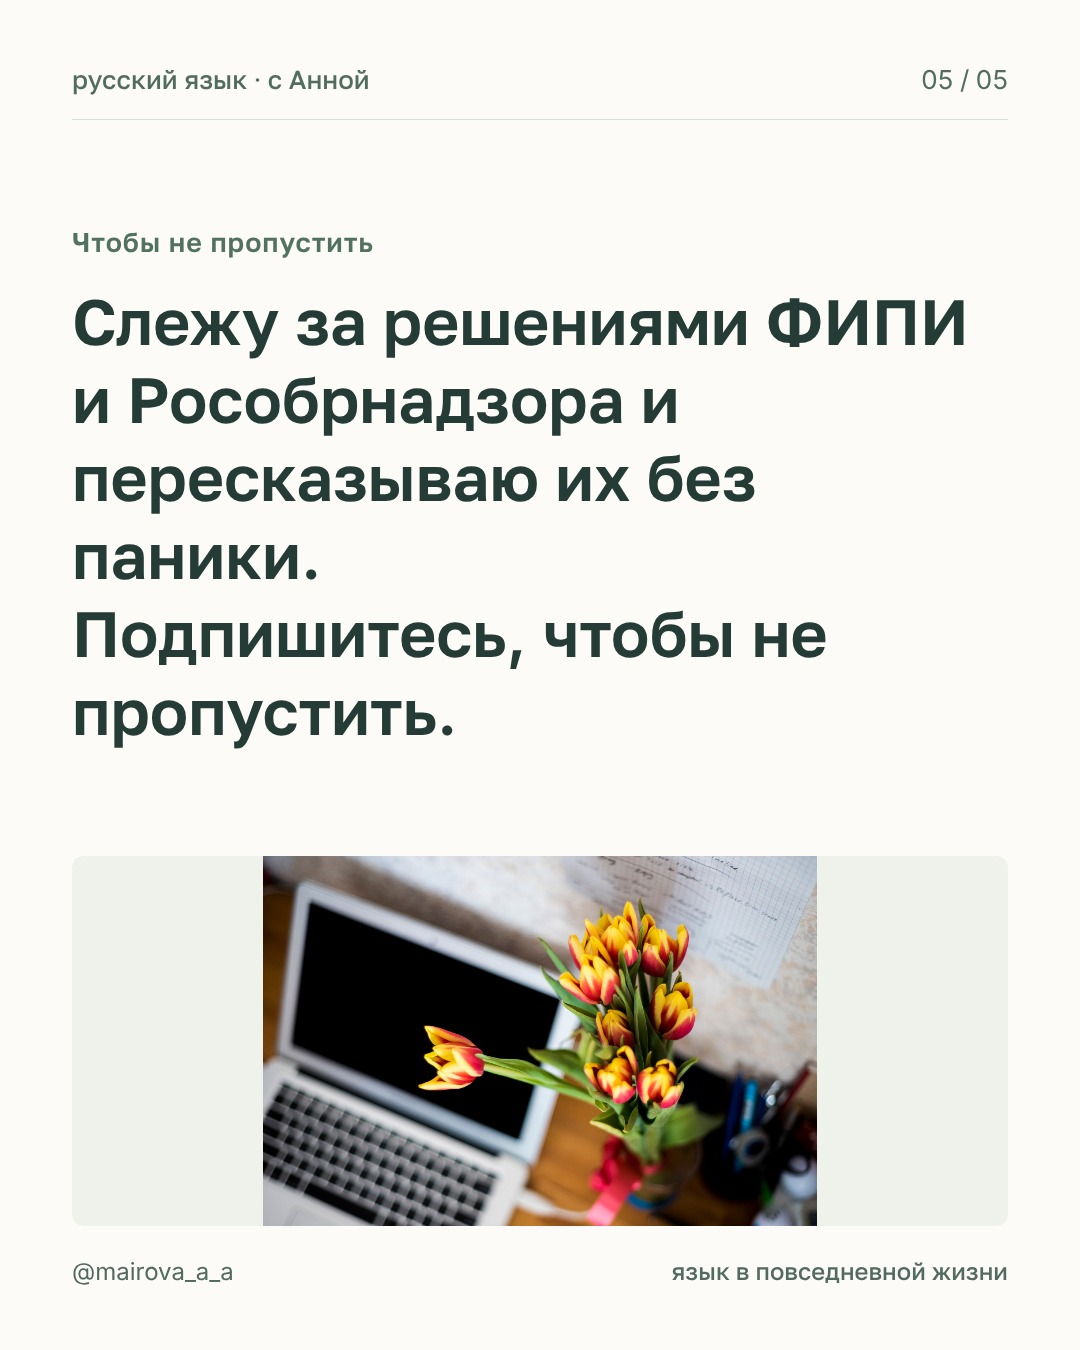 русский язык · с Анной
05 / 05
Чтобы не пропустить
Слежу за решениями ФИПИ
и Рособрнадзора и
пересказываю их без
паники.
Подпишитесь, чтобы не
пропустить.
@mairova_a_a
язык в повседневной жизни